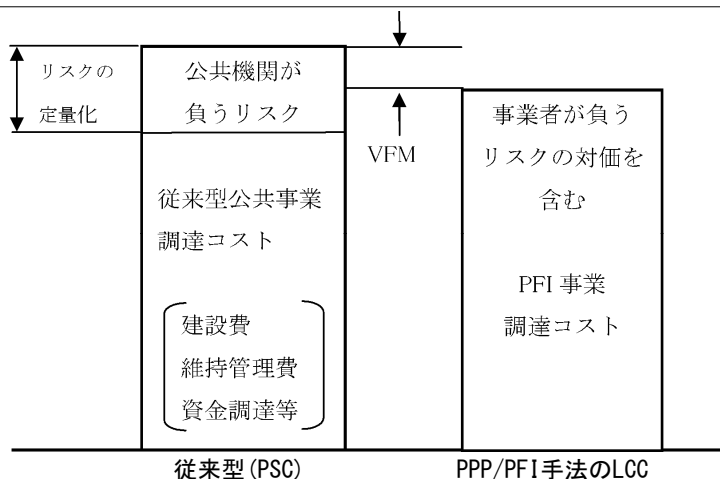 リスクの
定量化
公共機関が
負うリスク
従来型公共事業
調達コスト
建設費
維持管理費
資金調達等
VFM
事業者が負う
リスクの対価を
含む
PFI 事業
調達コスト
従来型(PSC)
PPP/PFI手法のLCC